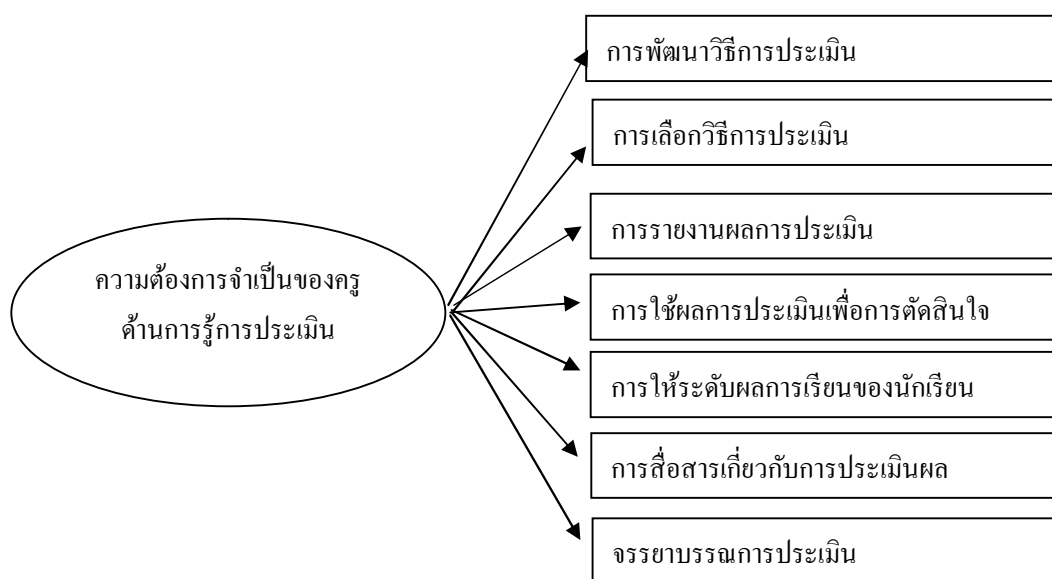 การพัฒนาวิธีการประเมิน
การเลือกวิธีการประเมิน
การรายงานผลการประเมิน
ความต้องการจำเป็นของครู
ด้านการรู้การประเมิน
การใช้ผลการประเมินเพื่อการตัดสินใจ
การให้ระดับผลการเรียนของนักเรียน
การสื่อสารเกี่ยวกับการประเมินผล
จรรยาบรรณการประเมิน